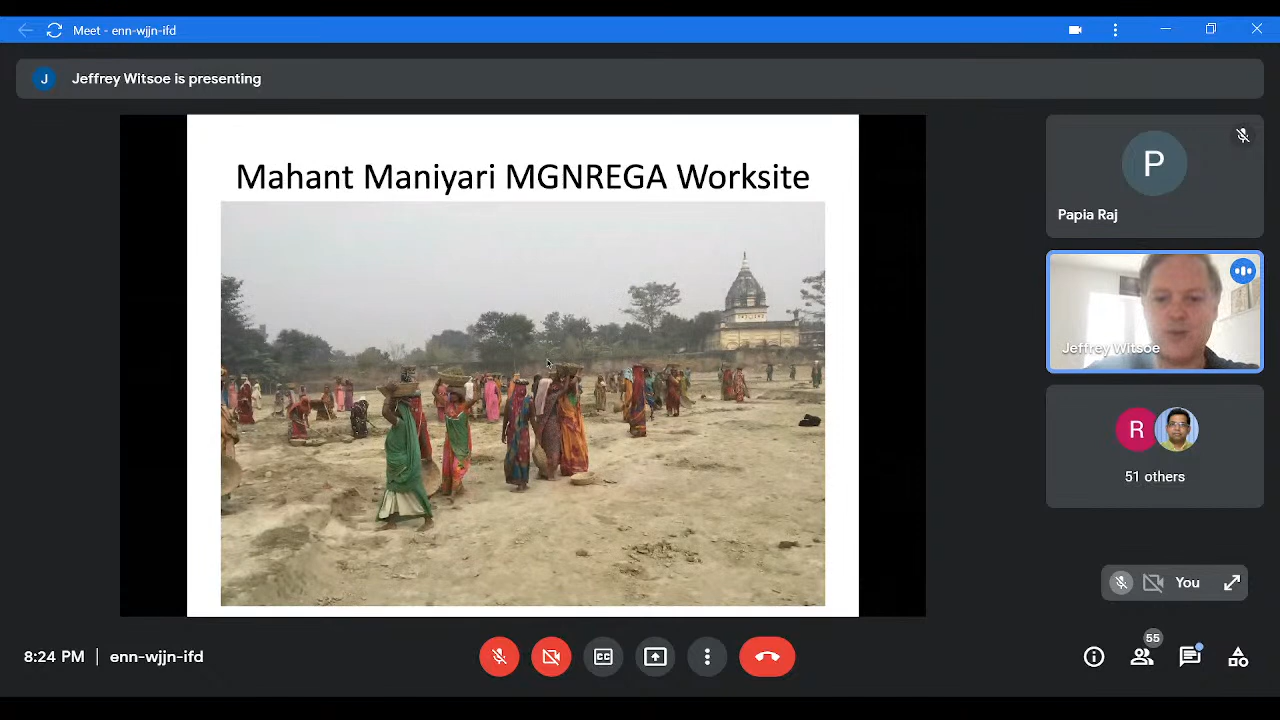 Meet - enn-wjjn-ifd
J
Jeffrey Witsoe is presenting
Mahant Maniyari MGNREGA Worksite
P
Papia Raj
Jeffrey Witsoe
R
51 others
You
8:24 PM | enn-wjjn-ifd
CC
55